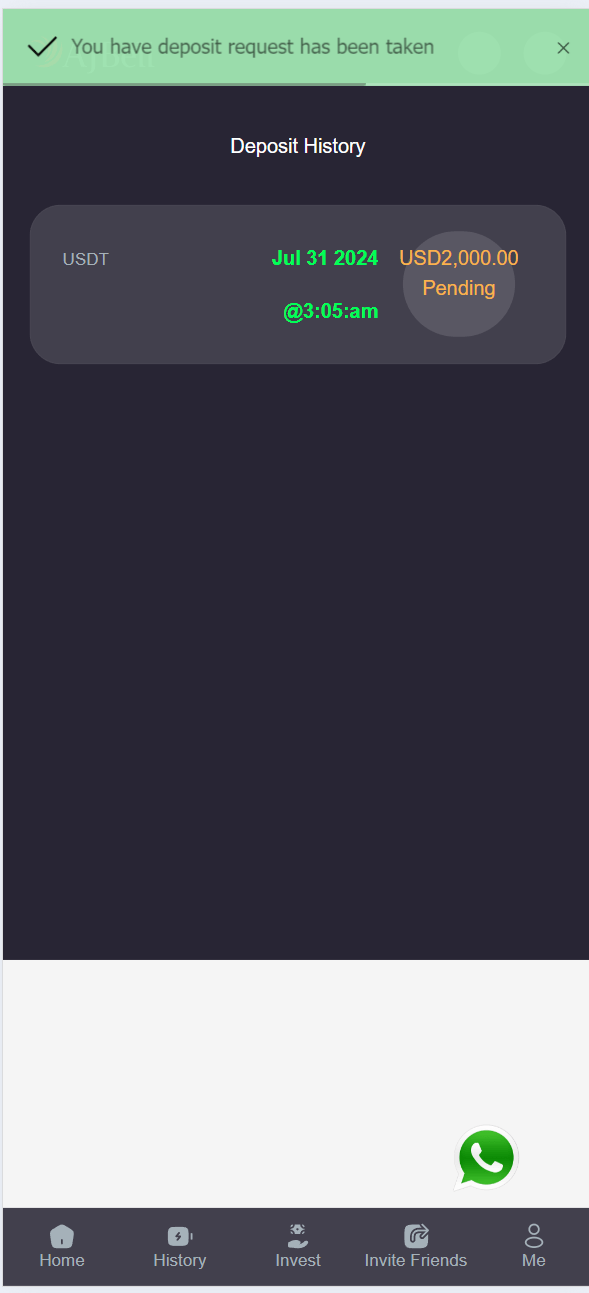 You have deposit request has been taken
Deposit History
USDT
Jul 31 2024
@3:05:am
USD2,000.00
Pending
Home
History
Invest
Invite Friends
Me